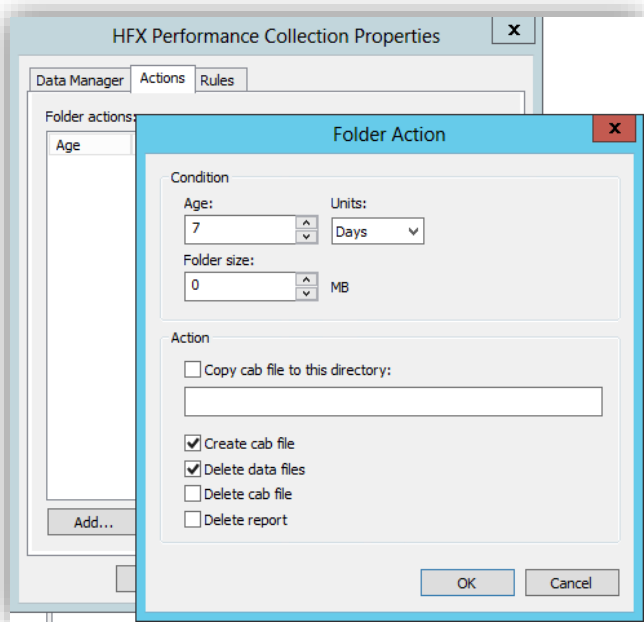 HFX Performance Collection Properties
x
Data Manager Actions Rules
Folder actions:
Age
Add...
Folder Action
x
Condition
Age: Units:
7 Days
Folder size:
0 MB
Action
Copy cab file to this directory:
Create cab file
Delete data files
Delete cab file
Delete report
OK Cancel